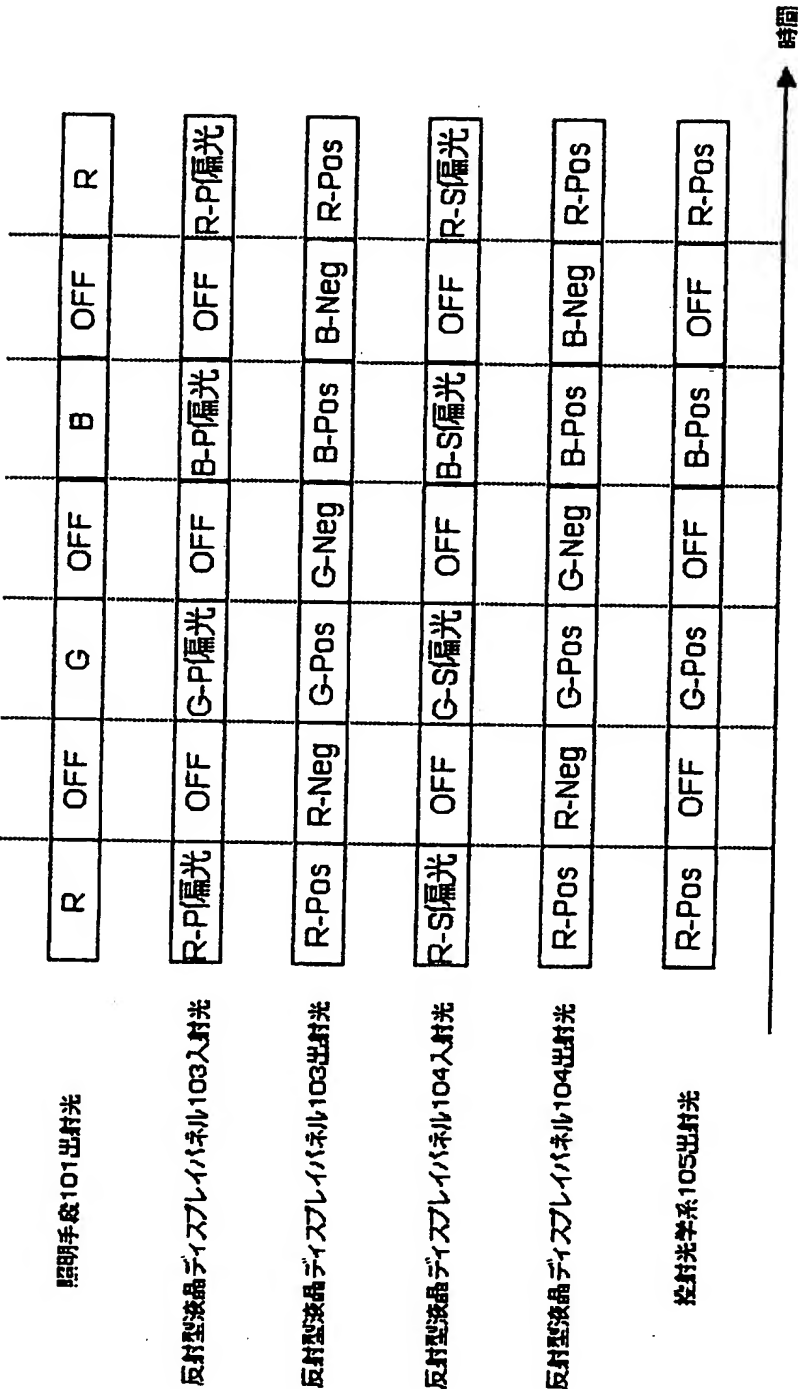 照明手段101出射光
R
OFF
G
OFF
B
OFF
R
反射型液晶ディスプレイパネル103入射光
R-P偏光
OFF
G-P偏光
OFF
B-P偏光
OFF
R-P偏光
反射型液晶ディスプレイパネル103出射光
R-Pos
R-Neg
G-Pos
G-Neg
B-Pos
B-Neg
R-Pos
反射型液晶ディスプレイパネル104入射光
R-S偏光
OFF
G-S偏光
OFF
B-S偏光
OFF
R-S偏光
反射型液晶ディスプレイパネル104出射光
R-Pos
R-Neg
G-Pos
G-Neg
B-Pos
B-Neg
R-Pos
投射光学系105出射光
R-Pos
OFF
G-Pos
OFF
B-Pos
OFF
R-Pos
時間